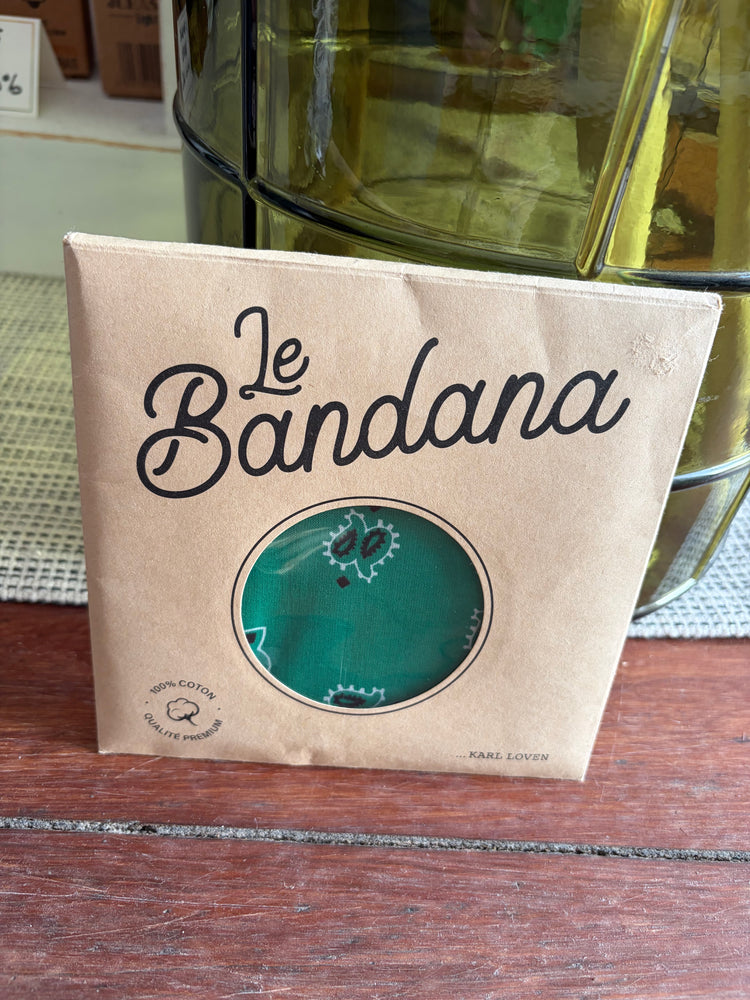 Le
Bandana
100% COTON
QUALITÉ PREMIUM
...KARL LOVEN